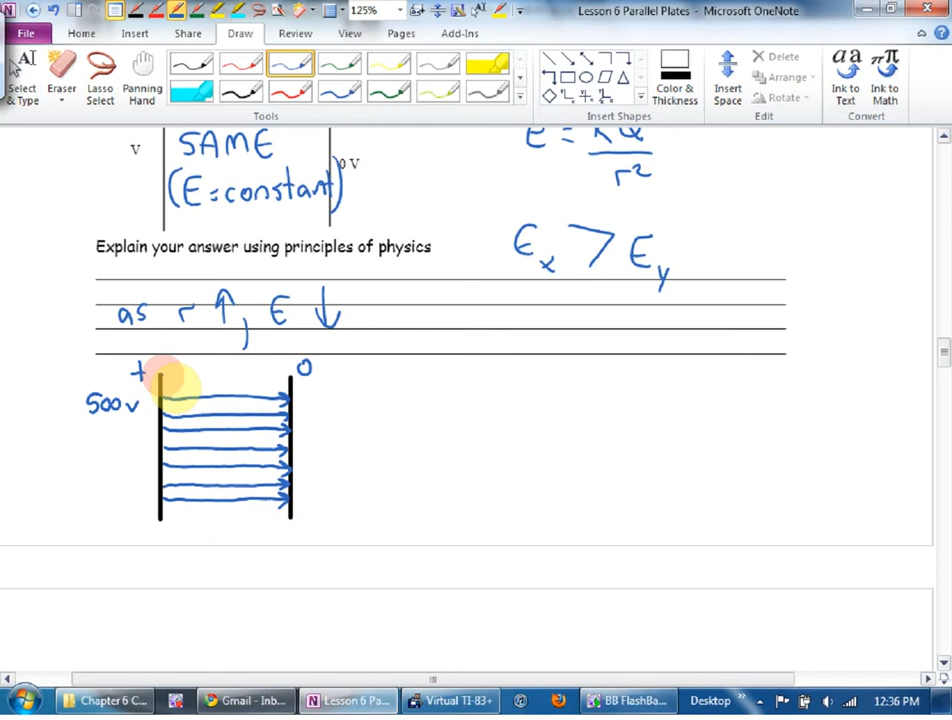 125%
Lesson 6 Parallel Plates - Microsoft OneNote
File Home Insert Draw Share Review View Pages Add-Ins
Select & Type
Eraser
Lasso Select
Panning Hand
Color & Thickness
Delete
Arrange
Rotate
Insert Space
Ink to Text
Ink to Math
Tools
Insert Shapes
Edit
Convert
V
SAME
0 V
(E = constant)
E = KQ
r²
Explain your answer using principles of physics
Eₓ > Eᵧ
as r ↑, E ↓
+ 0
500v
Chapter 6 C...
Gmail - Inb...
Lesson 6 Pa...
Virtual TI-83+
BB FlashBa...
Desktop
12:36 PM